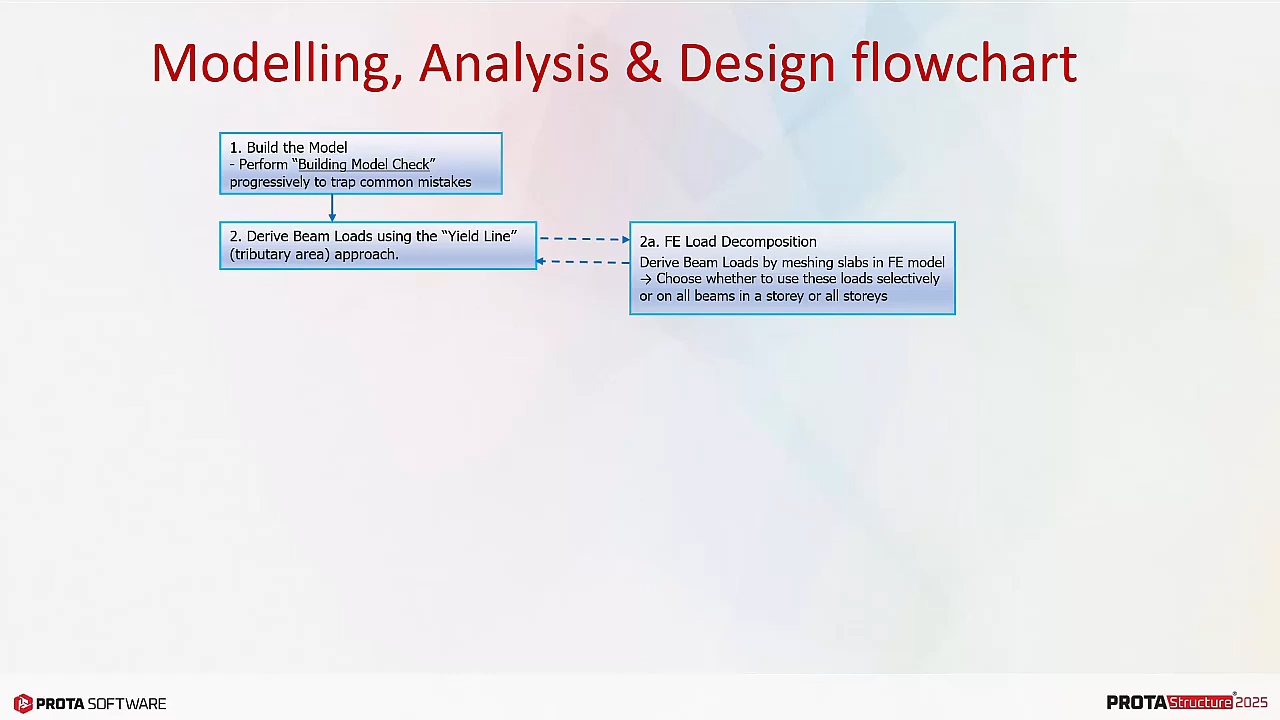 Modelling, Analysis & Design flowchart
1. Build the Model
- Perform “Building Model Check”
progressively to trap common mistakes
2. Derive Beam Loads using the “Yield Line”
(tributary area) approach.
2a. FE Load Decomposition
Derive Beam Loads by meshing slabs in FE model
→ Choose whether to use these loads selectively
or on all beams in a storey or all storeys
PROTA SOFTWARE
PROTAStructure® 2025